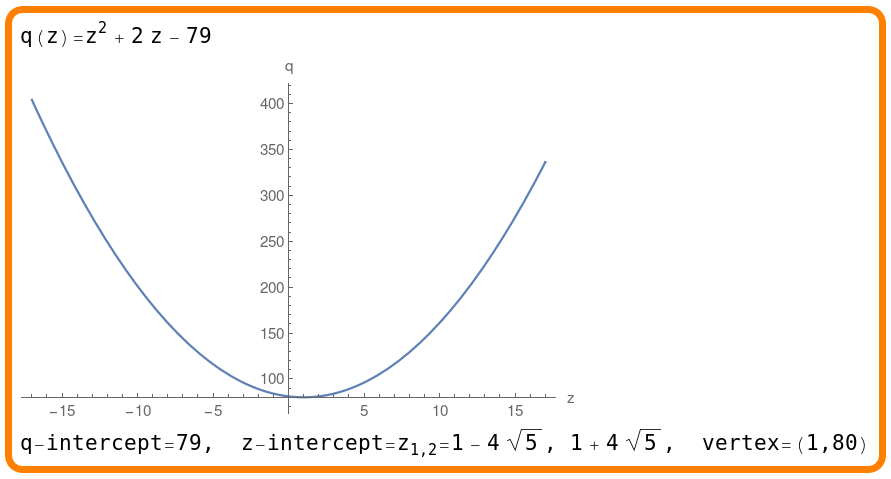 q(z)=z² + 2 z − 79
q
400
350
300
250
200
150
100
−15 −10 −5 5 10 15 z
q−intercept=79, z−intercept=z₁,₂=1 − 4 √5, 1 + 4 √5, vertex=(1,80)